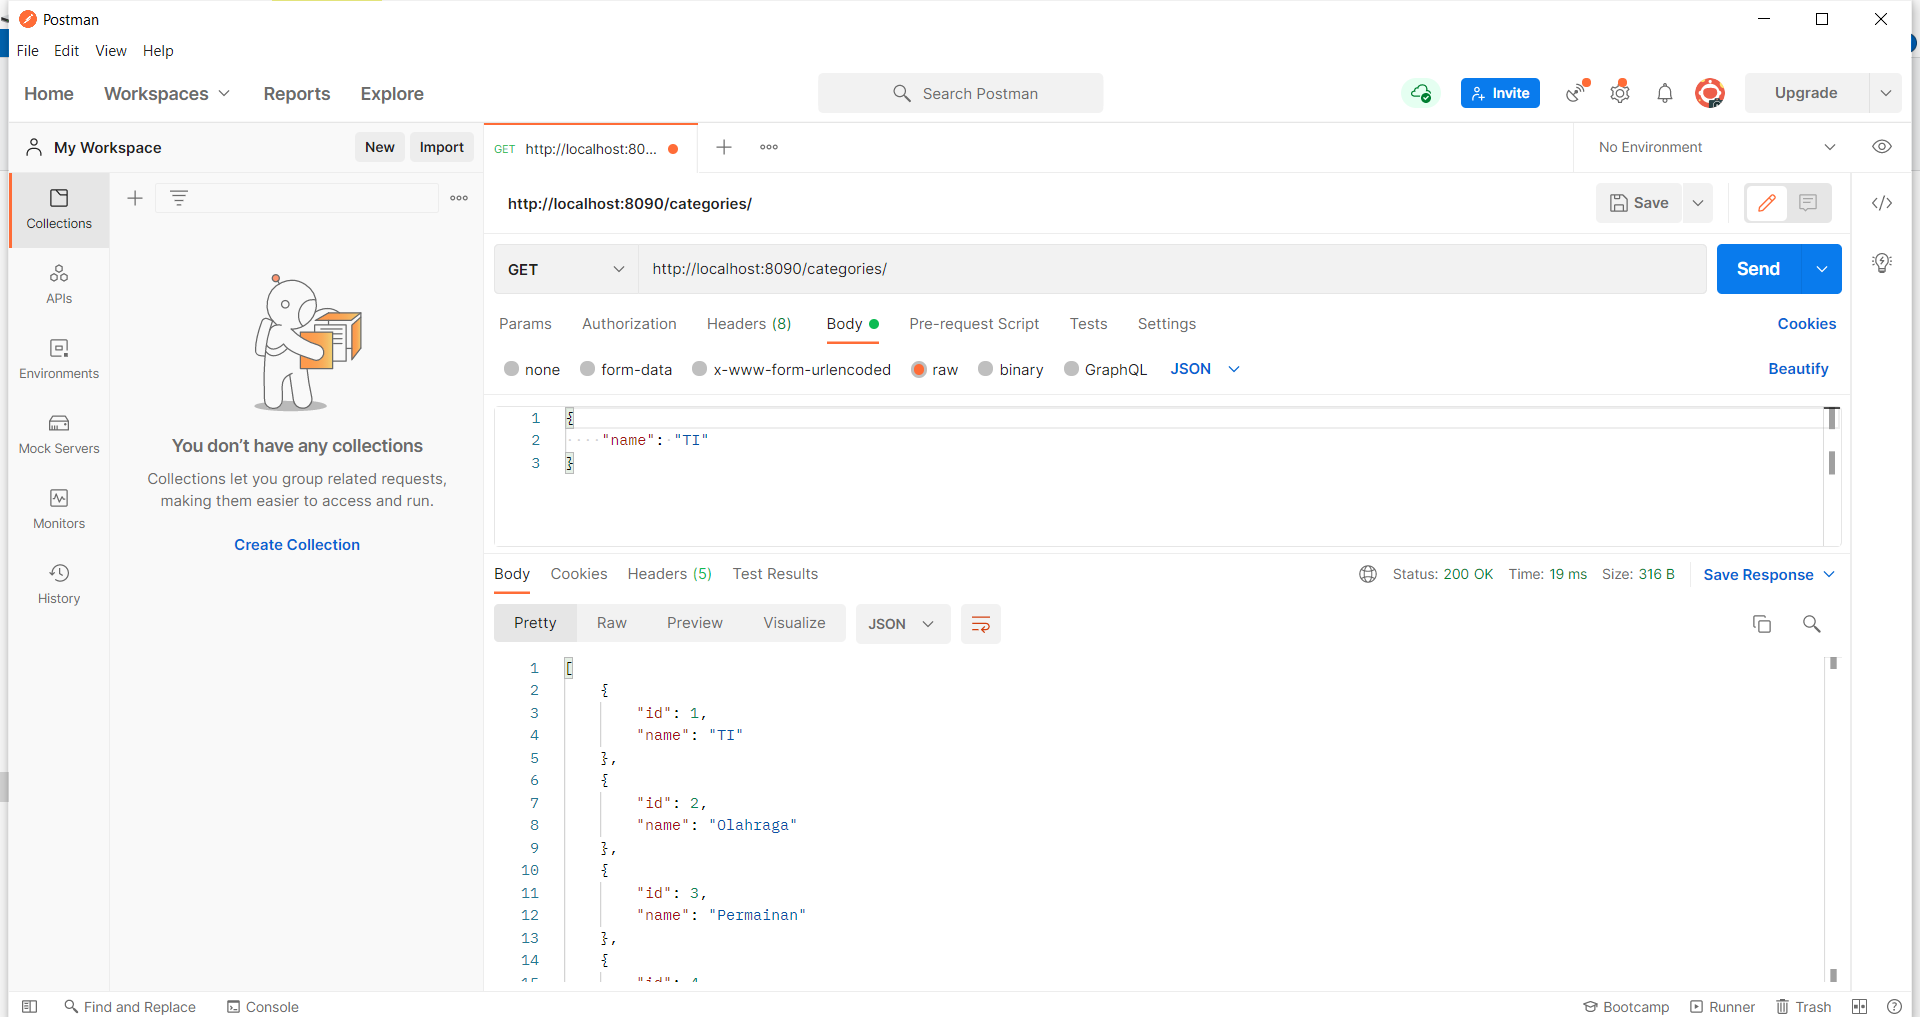 Postman
File Edit View Help
Home Workspaces Reports Explore
Search Postman
Invite
Upgrade
My Workspace
New Import
GET http://localhost:80...
No Environment
Collections
APIs
Environments
Mock Servers
Monitors
History
You don't have any collections
Collections let you group related requests,
making them easier to access and run.
Create Collection
http://localhost:8090/categories/
Save
GET http://localhost:8090/categories/
Send
Params Authorization Headers (8) Body Pre-request Script Tests Settings
Cookies
none form-data x-www-form-urlencoded raw binary GraphQL JSON
Beautify
1 {
2 "name": "TI"
3 }
Body Cookies Headers (5) Test Results
Status: 200 OK Time: 19 ms Size: 316 B
Save Response
Pretty Raw Preview Visualize JSON
1 [
2 {
3 "id": 1,
4 "name": "TI"
5 },
6 {
7 "id": 2,
8 "name": "Olahraga"
9 },
10 {
11 "id": 3,
12 "name": "Permainan"
13 },
14 {
15 "id": 4
Find and Replace Console
Bootcamp Runner Trash